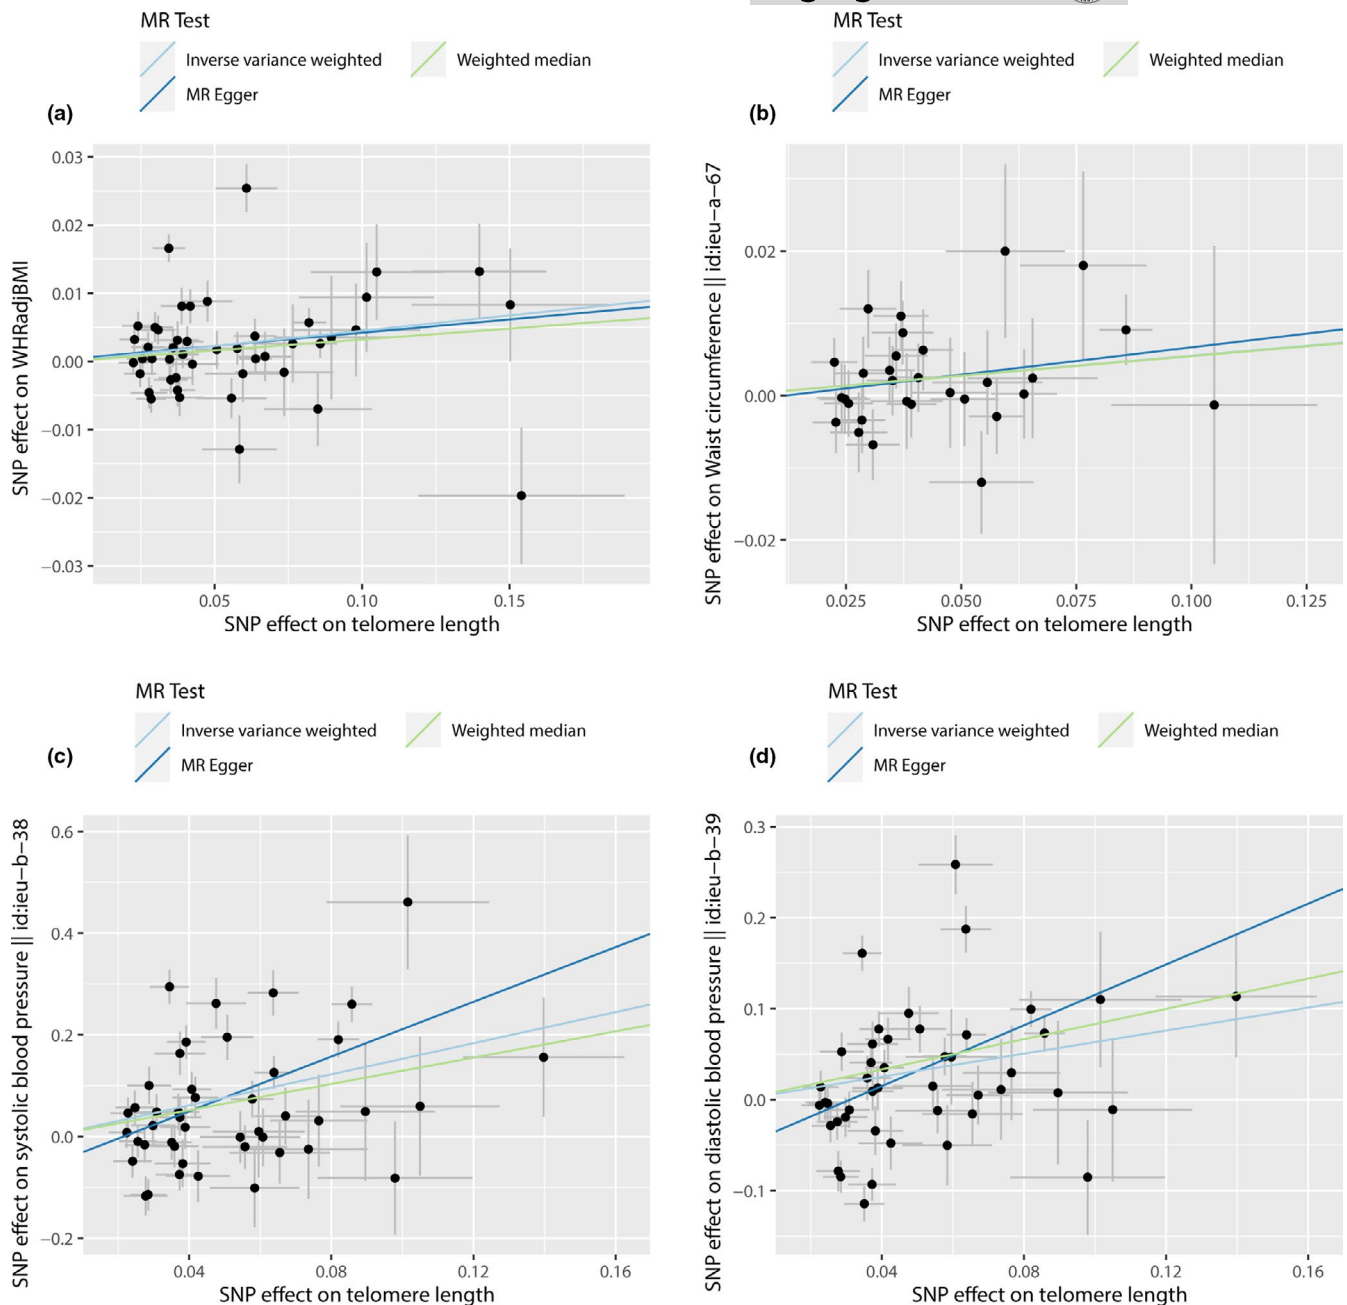 MR Test
Inverse variance weighted
Weighted median
MR Egger
(a)
0.03
0.02
0.01
0.00
−0.01
−0.02
−0.03
SNP effect on WHRadjBMI
0.05
0.10
0.15
SNP effect on telomere length
MR Test
Inverse variance weighted
Weighted median
MR Egger
(b)
0.02
0.00
−0.02
SNP effect on Waist circumference || id:ieu−a−67
0.025
0.050
0.075
0.100
0.125
SNP effect on telomere length
MR Test
Inverse variance weighted
Weighted median
MR Egger
(c)
0.6
0.4
0.2
0.0
−0.2
SNP effect on systolic blood pressure || id:ieu−b−38
0.04
0.08
0.12
0.16
SNP effect on telomere length
MR Test
Inverse variance weighted
Weighted median
MR Egger
(d)
0.3
0.2
0.1
0.0
−0.1
SNP effect on diastolic blood pressure || id:ieu−b−39
0.04
0.08
0.12
0.16
SNP effect on telomere length